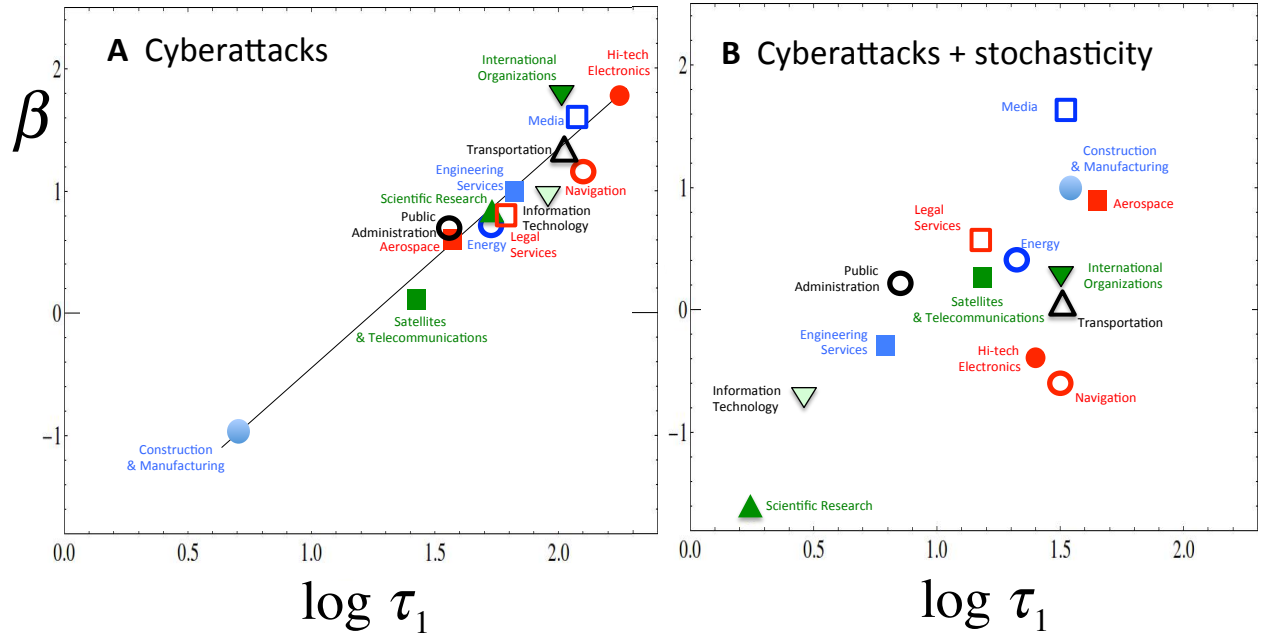 A Cyberattacks
β
2
1
0
−1
International
Organizations
Hi-tech
Electronics
Media
Transportation
Engineering
Services
Navigation
Scientific Research
Public
Administration
Information
Technology
Aerospace
Energy
Legal
Services
Satellites
& Telecommunications
Construction
& Manufacturing
0.0 0.5 1.0 1.5 2.0
log τ1
B Cyberattacks + stochasticity
2
1
0
−1
Media
Construction
& Manufacturing
Aerospace
Legal
Services
Energy
Public
Administration
International
Organizations
Satellites
& Telecommunications
Transportation
Engineering
Services
Hi-tech
Electronics
Information
Technology
Navigation
Scientific Research
0.0 0.5 1.0 1.5 2.0
log τ1